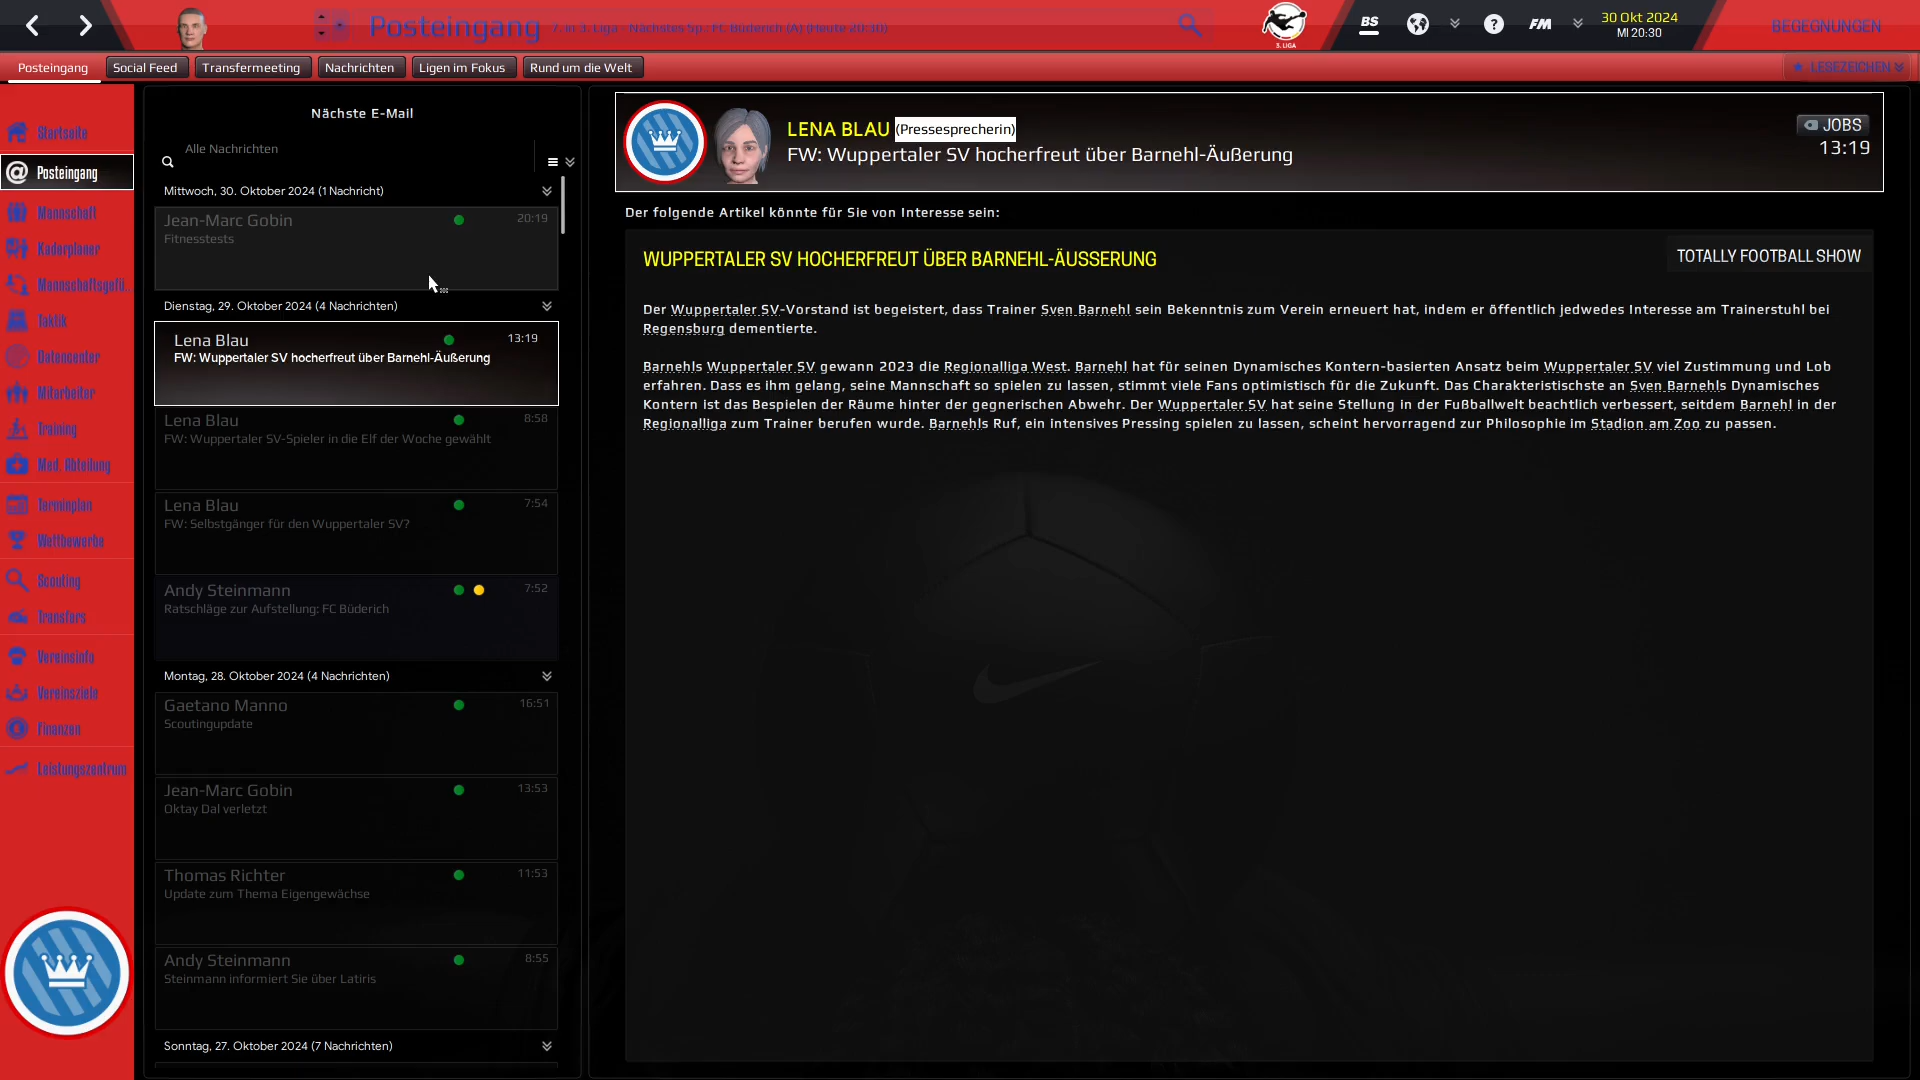 Posteingang
7. in 3. Liga - Nächstes Sp.: FC Büderich (A) (Heute 20:30)
3. LIGA
BS
?
FM
30 Okt 2024
MI 20:30
BEGEGNUNGEN
Posteingang
Social Feed
Transfermeeting
Nachrichten
Ligen im Fokus
Rund um die Welt
LESEZEICHEN
Startseite
Posteingang
Mannschaft
Kaderplaner
Mannschaftsgefü...
Taktik
Datencenter
Mitarbeiter
Training
Med. Abteilung
Terminplan
Wettbewerbe
Scouting
Transfers
Vereinsinfo
Vereinsziele
Finanzen
Leistungszentrum
Nächste E-Mail
Alle Nachrichten
Mittwoch, 30. Oktober 2024 (1 Nachricht)
Jean-Marc Gobin
20:19
Fitnesstests
Dienstag, 29. Oktober 2024 (4 Nachrichten)
Lena Blau
13:19
FW: Wuppertaler SV hocherfreut über Barnehl-Äußerung
Lena Blau
8:58
FW: Wuppertaler SV-Spieler in die Elf der Woche gewählt
Lena Blau
7:54
FW: Selbstgänger für den Wuppertaler SV?
Andy Steinmann
7:52
Ratschläge zur Aufstellung: FC Büderich
Montag, 28. Oktober 2024 (4 Nachrichten)
Gaetano Manno
16:51
Scoutingupdate
Jean-Marc Gobin
13:53
Oktay Dal verletzt
Thomas Richter
11:53
Update zum Thema Eigengewächse
Andy Steinmann
8:55
Steinmann informiert Sie über Latiris
Sonntag, 27. Oktober 2024 (7 Nachrichten)
LENA BLAU (Pressesprecherin)
FW: Wuppertaler SV hocherfreut über Barnehl-Äußerung
JOBS
13:19
Der folgende Artikel könnte für Sie von Interesse sein:
WUPPERTALER SV HOCHERFREUT ÜBER BARNEHL-ÄUSSERUNG
TOTALLY FOOTBALL SHOW
Der Wuppertaler SV-Vorstand ist begeistert, dass Trainer Sven Barnehl sein Bekenntnis zum Verein erneuert hat, indem er öffentlich jedwedes Interesse am Trainerstuhl bei
Regensburg dementierte.
Barnehls Wuppertaler SV gewann 2023 die Regionalliga West. Barnehl hat für seinen Dynamisches Kontern-basierten Ansatz beim Wuppertaler SV viel Zustimmung und Lob
erfahren. Dass es ihm gelang, seine Mannschaft so spielen zu lassen, stimmt viele Fans optimistisch für die Zukunft. Das Charakteristischste an Sven Barnehls Dynamisches
Kontern ist das Bespielen der Räume hinter der gegnerischen Abwehr. Der Wuppertaler SV hat seine Stellung in der Fußballwelt beachtlich verbessert, seitdem Barnehl in der
Regionalliga zum Trainer berufen wurde. Barnehls Ruf, ein intensives Pressing spielen zu lassen, scheint hervorragend zur Philosophie im Stadion am Zoo zu passen.